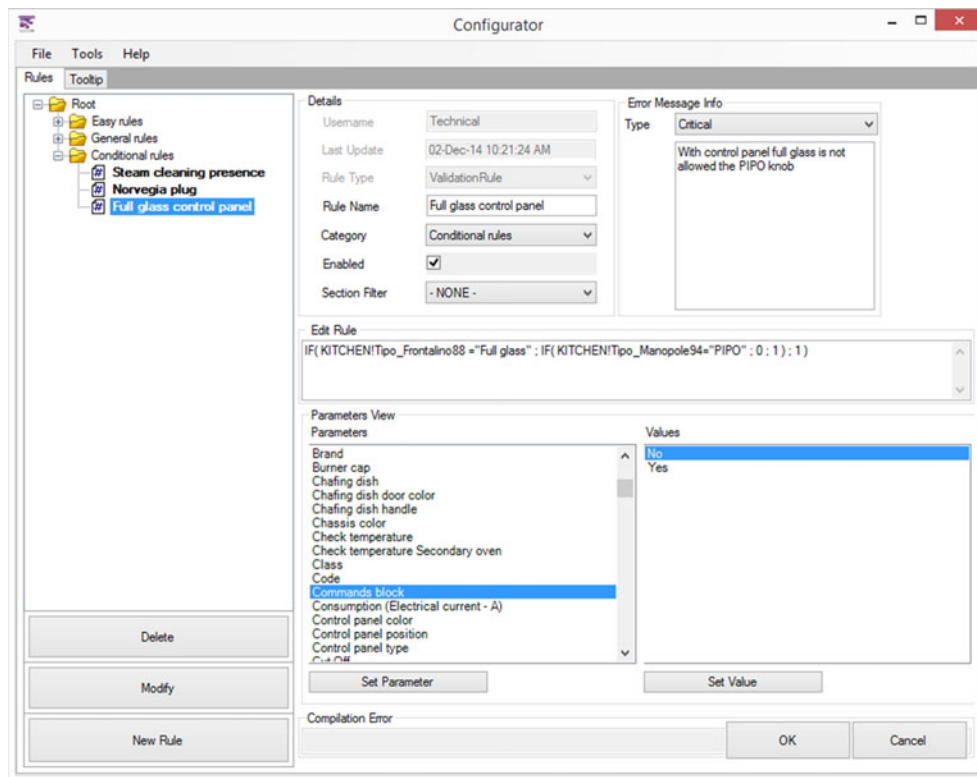 Configurator
File Tools Help
Rules Tooltip
Root
Easy rules
General rules
Conditional rules
Steam cleaning presence
Norvegia plug
Full glass control panel
Delete
Modify
New Rule
Details
Username Technical
Last Update 02-Dec-14 10:21:24 AM
Rule Type ValidationRule
Rule Name Full glass control panel
Category Conditional rules
Enabled
Section Filter - NONE -
Error Message Info
Type Critical
With control panel full glass is not
allowed the PIPO knob
Edit Rule
IF( KITCHEN!Tipo_Frontalino88 ="Full glass" ; IF( KITCHEN!Tipo_Manopole94="PIPO" ; 0 ; 1 ) ; 1 )
Parameters View
Parameters
Brand
Burner cap
Chafing dish
Chafing dish door color
Chafing dish handle
Chassis color
Check temperature
Check temperature Secondary oven
Class
Code
Commands block
Consumption (Electrical current - A)
Control panel color
Control panel position
Control panel type
Cut Off
Set Parameter
Values
No
Yes
Set Value
Compilation Error
OK Cancel